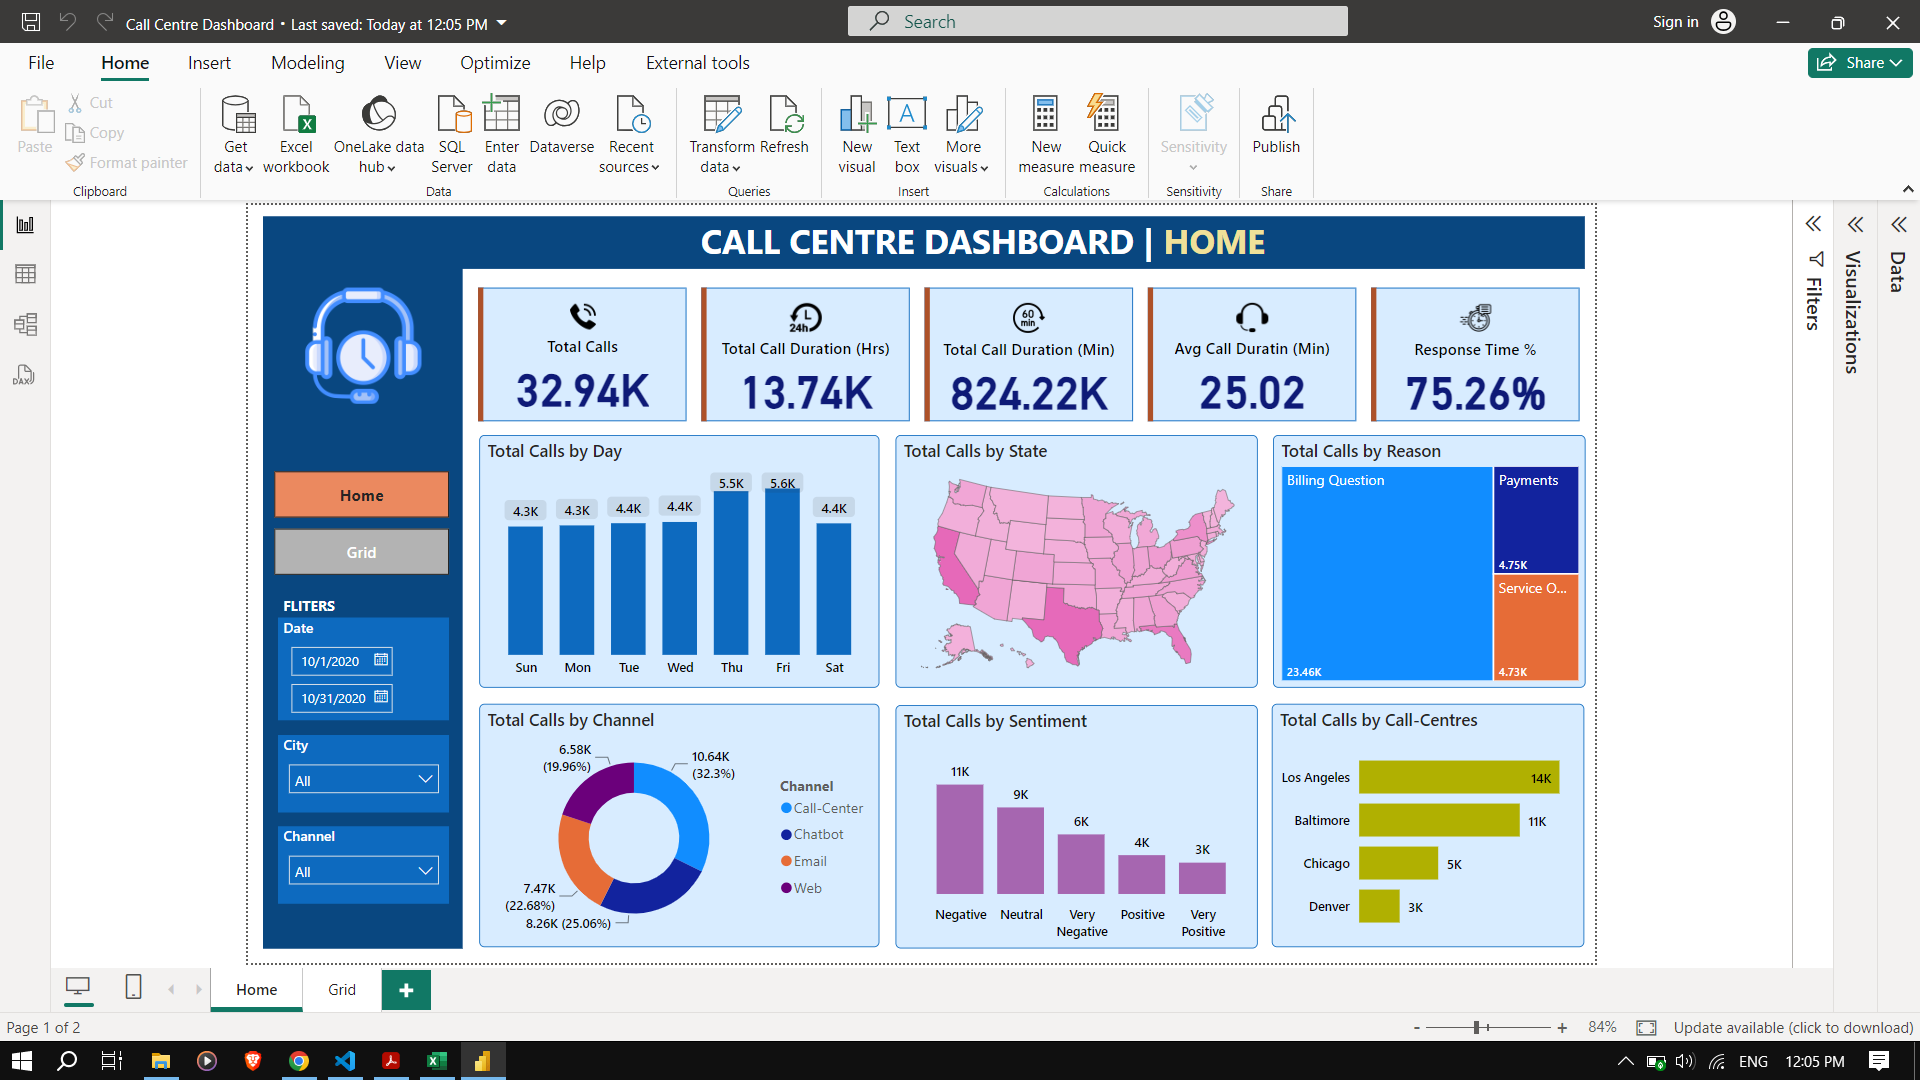 Call Centre Dashboard • Last saved: Today at 12:05 PM
Search
Sign in
File
Home
Insert
Modeling
View
Optimize
Help
External tools
Share
Paste
Cut
Copy
Format painter
Clipboard
Get
data
Excel
workbook
OneLake data
hub
SQL
Server
Enter
data
Dataverse
Recent
sources
Data
Transform
data
Refresh
Queries
New
visual
Text
box
More
visuals
Insert
New
measure
Quick
measure
Calculations
Sensitivity
Sensitivity
Publish
Share
DAX
CALL CENTRE DASHBOARD | HOME
Home
Grid
FLITERS
Date
10/1/2020
10/31/2020
City
All
Channel
All
Total Calls
32.94K
24h
Total Call Duration (Hrs)
13.74K
60
min
Total Call Duration (Min)
824.22K
Avg Call Duratin (Min)
25.02
Response Time %
75.26%
Total Calls by Day
4.3K
4.3K
4.4K
4.4K
5.5K
5.6K
4.4K
Sun
Mon
Tue
Wed
Thu
Fri
Sat
Total Calls by State
Total Calls by Reason
Billing Question
23.46K
Payments
4.75K
Service O...
4.73K
Total Calls by Channel
6.58K
(19.96%)
10.64K
(32.3%)
7.47K
(22.68%)
8.26K (25.06%)
Channel
Call-Center
Chatbot
Email
Web
Total Calls by Sentiment
11K
9K
6K
4K
3K
Negative
Neutral
Very
Negative
Positive
Very
Positive
Total Calls by Call-Centres
Los Angeles
14K
Baltimore
11K
Chicago
5K
Denver
3K
Filters
Visualizations
Data
Home
Grid
Page 1 of 2
- + 84%
Update available (click to download)
ENG
12:05 PM